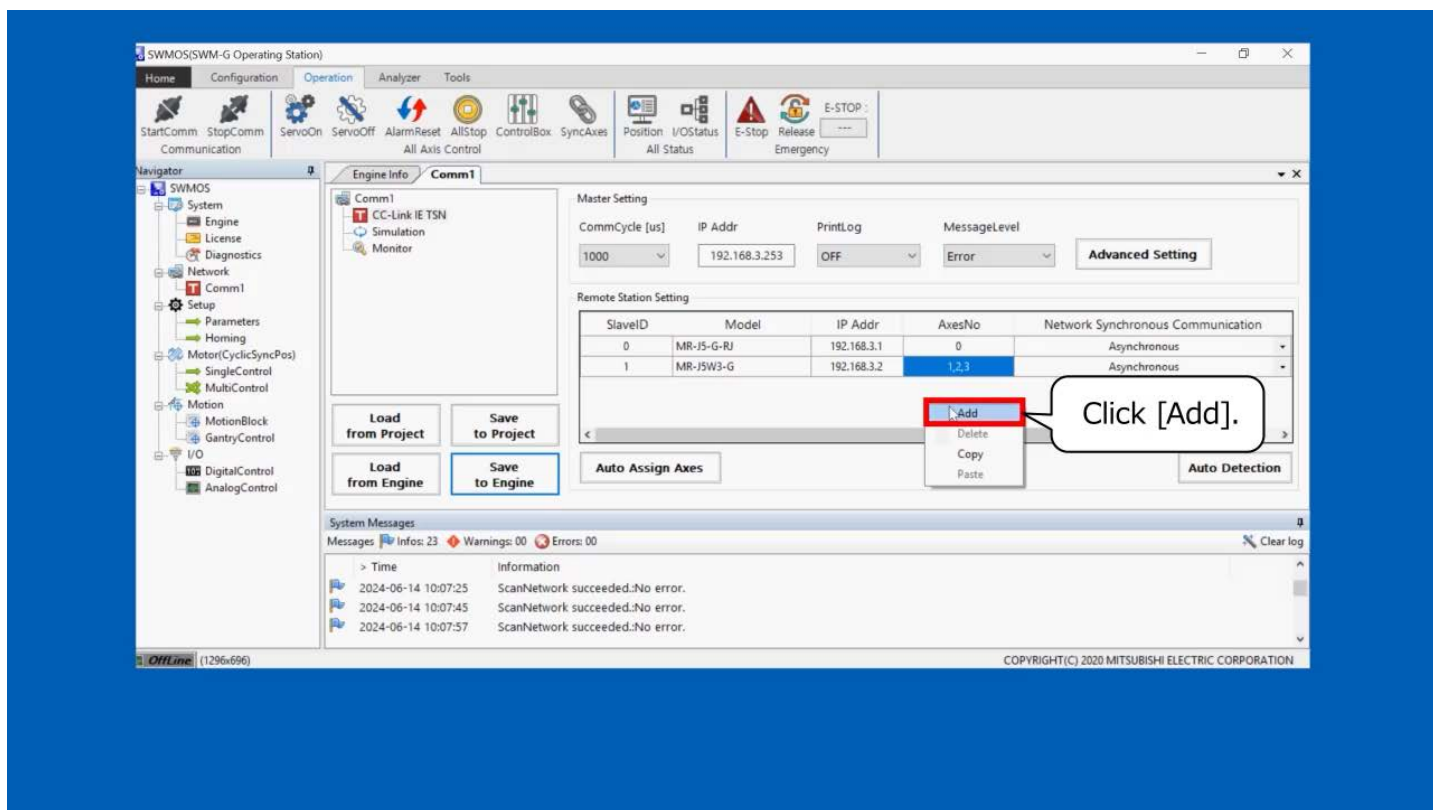 SWMOS(SWM-G Operating Station)
Home Configuration Operation Analyzer Tools
StartComm StopComm ServoOn ServoOff AlarmReset AllStop ControlBox SyncAxes Position I/OStatus E-Stop Release E-STOP : ---
Communication All Axis Control All Status Emergency
Navigator
SWMOS
System
Engine
License
Diagnostics
Network
Comm1
Setup
Parameters
Homing
Motor(CyclicSyncPos)
SingleControl
MultiControl
Motion
MotionBlock
GantryControl
I/O
DigitalControl
AnalogControl
Engine Info Comm1
Comm1
CC-Link IE TSN
Simulation
Monitor
Load from Project
Save to Project
Load from Engine
Save to Engine
Master Setting
CommCycle [us] IP Addr PrintLog MessageLevel
1000 192.168.3.253 OFF Error Advanced Setting
Remote Station Setting
SlaveID Model IP Addr AxesNo Network Synchronous Communication
0 MR-J5-G-RJ 192.168.3.1 0 Asynchronous
1 MR-J5W3-G 192.168.3.2 1,2,3 Asynchronous
Add
Delete
Copy
Paste
Click [Add].
Auto Assign Axes Auto Detection
System Messages
Messages Infos: 23 Warnings: 00 Errors: 00 Clear log
> Time Information
2024-06-14 10:07:25 ScanNetwork succeeded.:No error.
2024-06-14 10:07:45 ScanNetwork succeeded.:No error.
2024-06-14 10:07:57 ScanNetwork succeeded.:No error.
OffLine (1296x696) COPYRIGHT(C) 2020 MITSUBISHI ELECTRIC CORPORATION